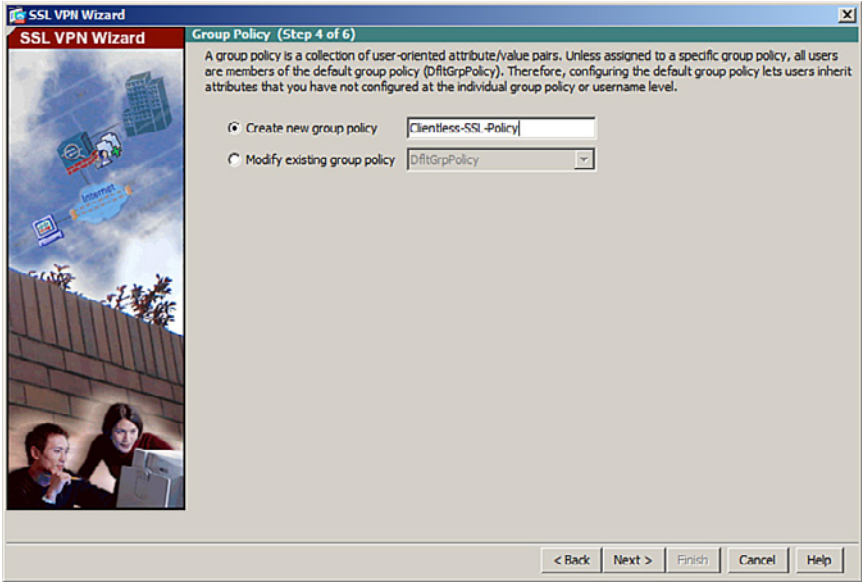 SSL VPN Wizard
SSL VPN Wizard
Group Policy (Step 4 of 6)
A group policy is a collection of user-oriented attribute/value pairs. Unless assigned to a specific group policy, all users
are members of the default group policy (DfltGrpPolicy). Therefore, configuring the default group policy lets users inherit
attributes that you have not configured at the individual group policy or username level.
Create new group policy Clientless-SSL-Policy
Modify existing group policy DfltGrpPolicy
Internet
< Back Next > Finish Cancel Help